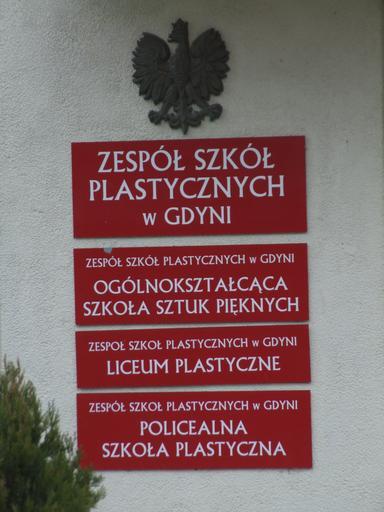 ZESPÓŁ SZKÓŁ
PLASTYCZNYCH
w GDYNI
ZESPÓŁ SZKÓŁ PLASTYCZNYCH w GDYNI
OGÓLNOKSZTAŁCĄCA
SZKOŁA SZTUK PIĘKNYCH
ZESPÓŁ SZKÓŁ PLASTYCZNYCH w GDYNI
LICEUM PLASTYCZNE
ZESPÓŁ SZKOŁ PLASTYCZNYCH w GDYNI
POLICEALNA
SZKOŁA PLASTYCZNA